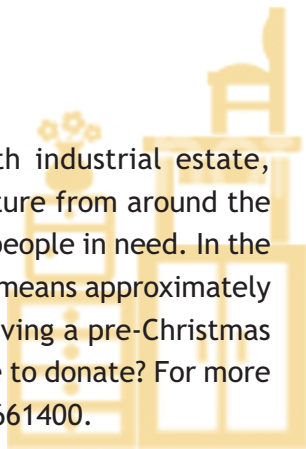 th industrial estate,
ture from around the
people in need. In the
means approximately
ving a pre-Christmas
e to donate? For more
661400.